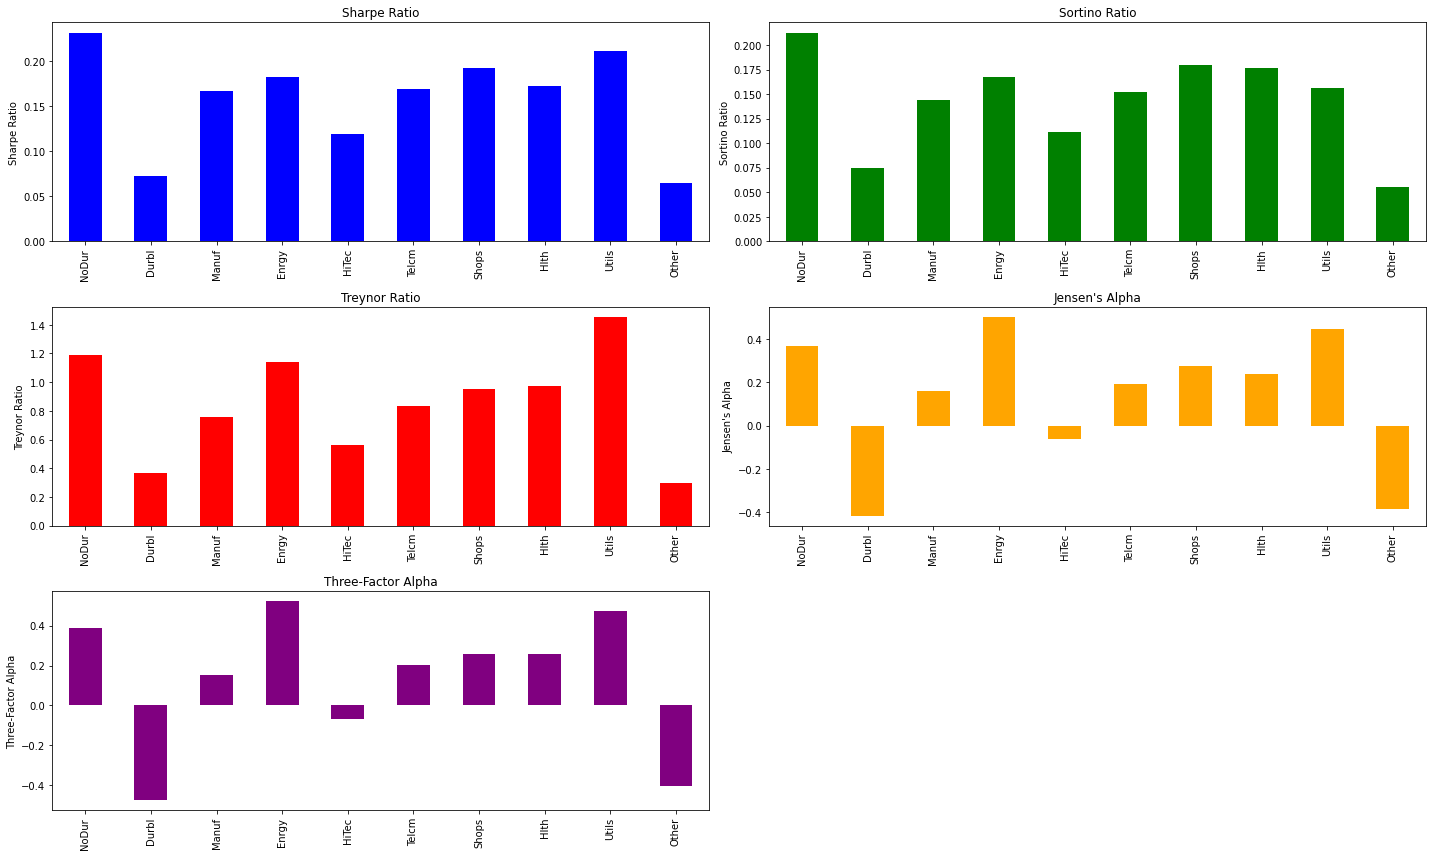 Sharpe Ratio
Sharpe Ratio
0.20
0.15
0.10
0.05
0.00
NoDur
Durbl
Manuf
Enrgy
HiTec
Telcm
Shops
Hlth
Utils
Other
Sortino Ratio
Sortino Ratio
0.200
0.175
0.150
0.125
0.100
0.075
0.050
0.025
0.000
NoDur
Durbl
Manuf
Enrgy
HiTec
Telcm
Shops
Hlth
Utils
Other
Treynor Ratio
Treynor Ratio
1.4
1.2
1.0
0.8
0.6
0.4
0.2
0.0
NoDur
Durbl
Manuf
Enrgy
HiTec
Telcm
Shops
Hlth
Utils
Other
Jensen's Alpha
Jensen's Alpha
0.4
0.2
0.0
−0.2
−0.4
NoDur
Durbl
Manuf
Enrgy
HiTec
Telcm
Shops
Hlth
Utils
Other
Three-Factor Alpha
Three-Factor Alpha
0.4
0.2
0.0
−0.2
−0.4
NoDur
Durbl
Manuf
Enrgy
HiTec
Telcm
Shops
Hlth
Utils
Other